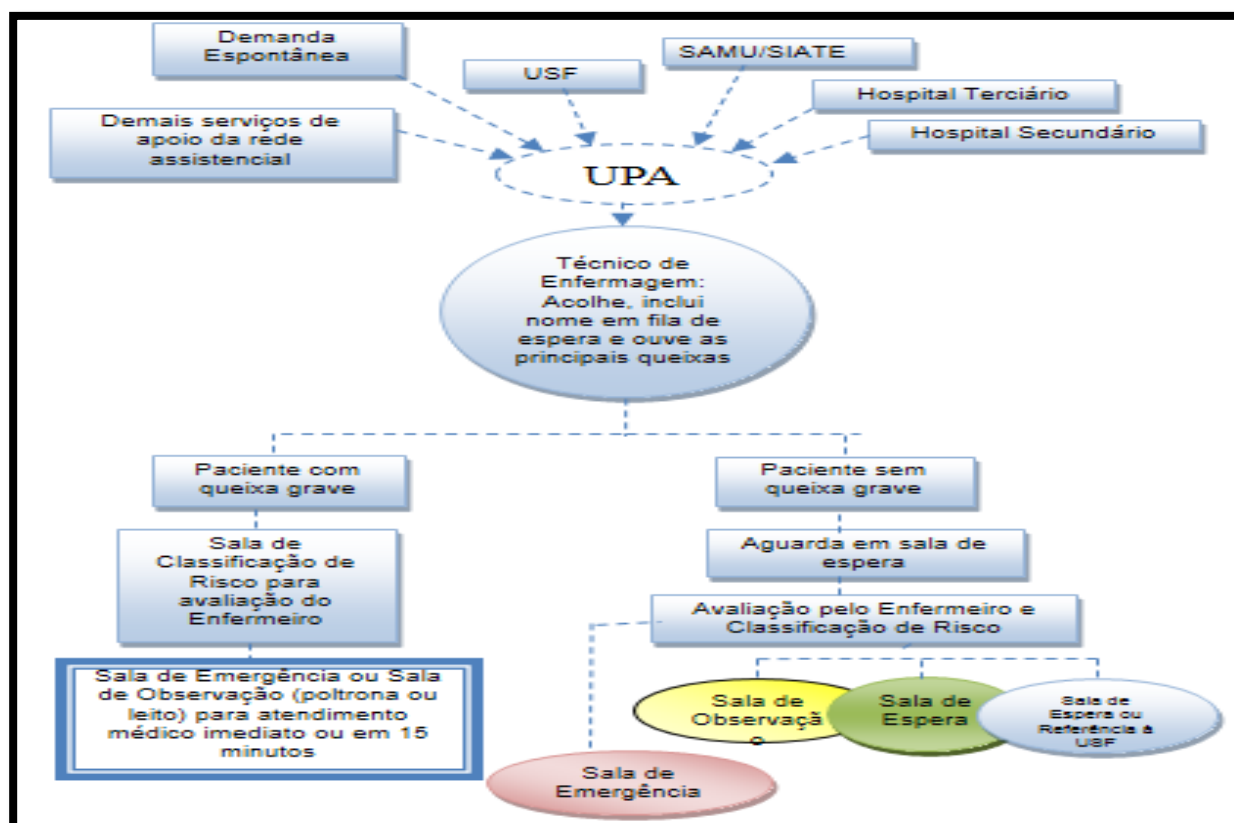 Demanda
Espontânea
SAMU/SIATE
USF
Hospital Terciário
Demais serviços de
apoio da rede
assistencial
Hospital Secundário
UPA
Técnico de
Enfermagem:
Acolhe, inclui
nome em fila de
espera e ouve as
principais queixas
Paciente com
queixa grave
Paciente sem
queixa grave
Sala de
Classificação de
Risco para
avaliação do
Enfermeiro
Aguarda em sala de
espera
Avaliação pelo Enfermeiro e
Classificação de Risco
Sala de Emergência ou Sala
de Observação (poltrona ou
leito) para atendimento
médico imediato ou em 15
minutos
Sala de
Observaçã
o
Sala de
Espera
Sala de
Espera ou
Referência à
USF
Sala de
Emergência